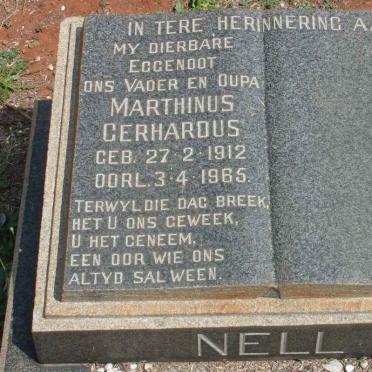 IN TERE HERINNERING A
MY DIERBARE
EGGENOOT
ONS VADER EN OUPA
MARTHINUS
GERHARDUS
GEB. 27-2-1912
OORL. 3-4-1965.
TERWYL DIE DAG BREEK,
HET U ONS GEWEEK,
U HET GENEEM,
EEN OOR WIE ONS
ALTYD SAL WEEN.
NELL